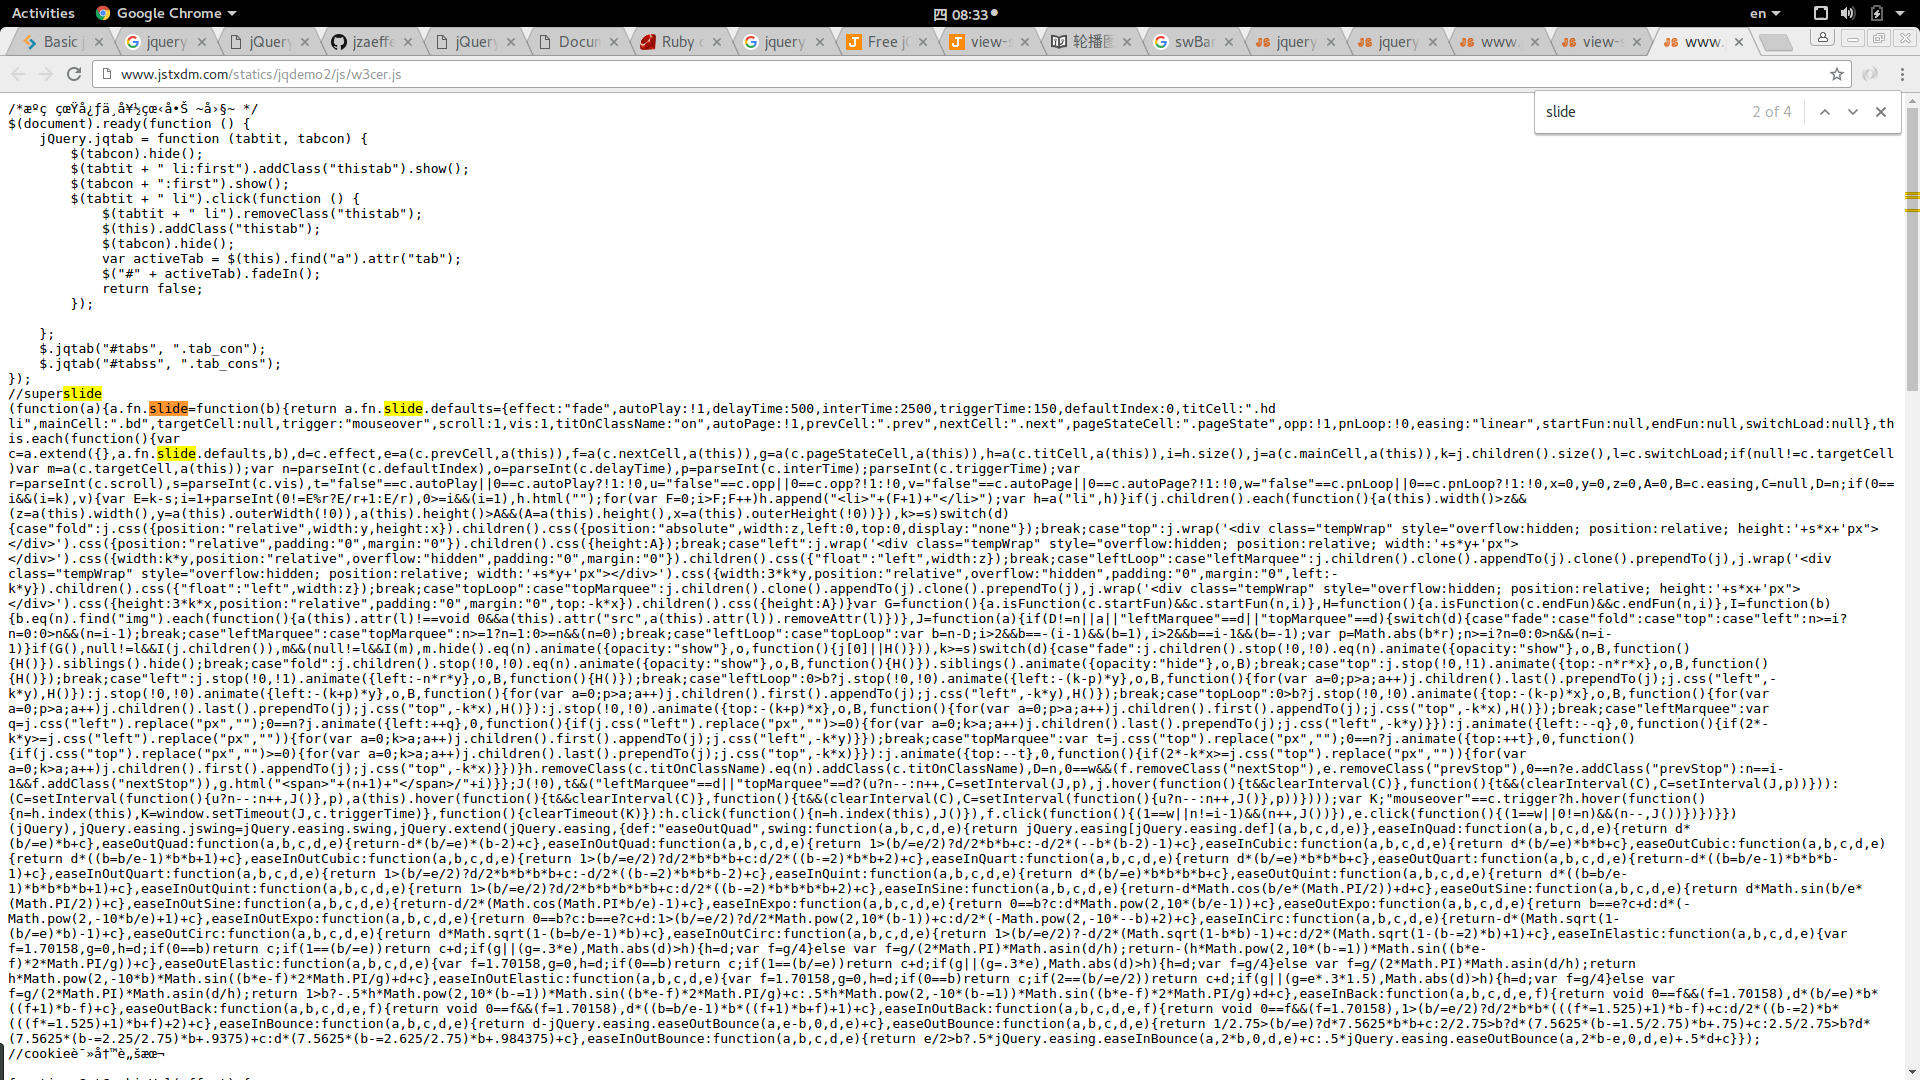 Activities
Google Chrome
四 08:33
en
Basic j
jquery
jQuery
jzaeffe
jQuery
Docum
Ruby o
jquery
Free jQ
view-s
轮播图
swBan
jquery
jquery
www.
view-s
www.
www.jstxdm.com/statics/jqdemo2/js/w3cer.js
slide
2 of 4
$(document).ready(function () {
jQuery.jqtab = function (tabtit, tabcon) {
$(tabcon).hide();
$(tabtit + " li:first").addClass("thistab").show();
$(tabcon + ":first").show();
$(tabtit + " li").click(function () {
$(tabtit + " li").removeClass("thistab");
$(this).addClass("thistab");
$(tabcon).hide();
var activeTab = $(this).find("a").attr("tab");
$("#" + activeTab).fadeIn();
return false;
});
};
$.jqtab("#tabs", ".tab_con");
$.jqtab("#tabss", ".tab_cons");
});
//superslide
(function(a){a.fn.slide=function(b){return a.fn.slide.defaults={effect:"fade",autoPlay:!1,delayTime:500,interTime:2500,triggerTime:150,defaultIndex:0,titCell:".hd
li",mainCell:".bd",targetCell:null,trigger:"mouseover",scroll:1,vis:1,titOnClassName:"on",autoPage:!1,prevCell:".prev",nextCell:".next",pageStateCell:".pageState",opp:!1,pnLoop:!0,easing:"linear",startFun:null,endFun:null,switchLoad:null},th
is.each(function(){var
c=a.extend({},a.fn.slide.defaults,b),d=c.effect,e=a(c.prevCell,a(this)),f=a(c.nextCell,a(this)),g=a(c.pageStateCell,a(this)),h=a(c.titCell,a(this)),i=h.size(),j=a(c.mainCell,a(this)),k=j.children().size(),l=c.switchLoad;if(null!=c.targetCell
)var m=a(c.targetCell,a(this));var n=parseInt(c.defaultIndex),o=parseInt(c.delayTime),p=parseInt(c.interTime);parseInt(c.triggerTime);var
r=parseInt(c.scroll),s=parseInt(c.vis),t="false"==c.autoPlay||0==c.autoPlay?!1:!0,u="false"==c.opp||0==c.opp?!1:!0,v="false"==c.autoPage||0==c.autoPage?!1:!0,w="false"==c.pnLoop||0==c.pnLoop?!1:!0,x=0,y=0,z=0,A=0,B=c.easing,C=null,D=n;if(0==
i&&(i=k),v){var E=k-s;i=1+parseInt(0!=E%r?E/r+1:E/r),0>=i&&(i=1),h.html("");for(var F=0;i>F;F++)h.append("<li>"+(F+1)+"</li>");var h=a("li",h)}if(j.children().each(function(){a(this).width()>z&&
(z=a(this).width(),y=a(this).outerWidth(!0)),a(this).height()>A&&(A=a(this).height(),x=a(this).outerHeight(!0))}),k>=s)switch(d)
{case"fold":j.css({position:"relative",width:y,height:x}).children().css({position:"absolute",width:z,left:0,top:0,display:"none"});break;case"top":j.wrap('<div class="tempWrap" style="overflow:hidden; position:relative; height:'+s*x+'px">
</div>').css({position:"relative",padding:"0",margin:"0"}).children().css({height:A});break;case"left":j.wrap('<div class="tempWrap" style="overflow:hidden; position:relative; width:'+s*y+'px">
</div>').css({width:k*y,position:"relative",overflow:"hidden",padding:"0",margin:"0"}).children().css({"float":"left",width:z});break;case"leftLoop":case"leftMarquee":j.children().clone().appendTo(j).clone().prependTo(j),j.wrap('<div
class="tempWrap" style="overflow:hidden; position:relative; width:'+s*y+'px"></div>').css({width:3*k*y,position:"relative",overflow:"hidden",padding:"0",margin:"0",left:-
k*y}).children().css({"float":"left",width:z});break;case"topLoop":case"topMarquee":j.children().clone().appendTo(j).clone().prependTo(j),j.wrap('<div class="tempWrap" style="overflow:hidden; position:relative; height:'+s*x+'px">
</div>').css({height:3*k*x,position:"relative",padding:"0",margin:"0",top:-k*x}).children().css({height:A})}var G=function(){a.isFunction(c.startFun)&&c.startFun(n,i)},H=function(){a.isFunction(c.endFun)&&c.endFun(n,i)},I=function(b)
{b.eq(n).find("img").each(function(){a(this).attr(l)!==void 0&&a(this).attr("src",a(this).attr(l)).removeAttr(l)})},J=function(a){if(D!=n||a||"leftMarquee"==d||"topMarquee"==d){switch(d){case"fade":case"fold":case"top":case"left":n>=i?
n=0:0>n&&(n=i-1);break;case"leftMarquee":case"topMarquee":n>=1?n=1:0>=n&&(n=0);break;case"leftLoop":case"topLoop":var b=n-D;i>2&&b==-(i-1)&&(b=1),i>2&&b==i-1&&(b=-1);var p=Math.abs(b*r);n>=i?n=0:0>n&&(n=i-
1)}if(G(),null!=l&&I(j.children()),m&&(null!=l&&I(m),m.hide().eq(n).animate({opacity:"show"},o,function(){j[0]||H()})),k>=s)switch(d){case"fade":j.children().stop(!0,!0).eq(n).animate({opacity:"show"},o,B,function()
{H()}).siblings().hide();break;case"fold":j.children().stop(!0,!0).eq(n).animate({opacity:"show"},o,B,function(){H()}).siblings().animate({opacity:"hide"},o,B);break;case"top":j.stop(!0,!1).animate({top:-n*r*x},o,B,function()
{H()});break;case"left":j.stop(!0,!1).animate({left:-n*r*y},o,B,function(){H()});break;case"leftLoop":0>b?j.stop(!0,!0).animate({left:-(k-p)*y},o,B,function(){for(var a=0;p>a;a++)j.children().last().prependTo(j);j.css("left",-
k*y),H()}):j.stop(!0,!0).animate({left:-(k+p)*y},o,B,function(){for(var a=0;p>a;a++)j.children().first().appendTo(j);j.css("left",-k*y),H()});break;case"topLoop":0>b?j.stop(!0,!0).animate({top:-(k-p)*x},o,B,function(){for(var
a=0;p>a;a++)j.children().last().prependTo(j);j.css("top",-k*x),H()}):j.stop(!0,!0).animate({top:-(k+p)*x},o,B,function(){for(var a=0;p>a;a++)j.children().first().appendTo(j);j.css("top",-k*x),H()});break;case"leftMarquee":var
q=j.css("left").replace("px","");0==n?j.animate({left:++q},0,function(){if(j.css("left").replace("px","")>=0){for(var a=0;k>a;a++)j.children().last().prependTo(j);j.css("left",-k*y)}}):j.animate({left:--q},0,function(){if(2*-
k*y>=j.css("left").replace("px","")){for(var a=0;k>a;a++)j.children().first().appendTo(j);j.css("left",-k*y)}});break;case"topMarquee":var t=j.css("top").replace("px","");0==n?j.animate({top:++t},0,function()
{if(j.css("top").replace("px","")>=0){for(var a=0;k>a;a++)j.children().last().prependTo(j);j.css("top",-k*x)}}):j.animate({top:--t},0,function(){if(2*-k*x>=j.css("top").replace("px","")){for(var
a=0;k>a;a++)j.children().first().appendTo(j);j.css("top",-k*x)}})}h.removeClass(c.titOnClassName).eq(n).addClass(c.titOnClassName),D=n,0==w&&(f.removeClass("nextStop"),e.removeClass("prevStop"),0==n?e.addClass("prevStop"):n==i-
1&&f.addClass("nextStop")),g.html("<span>"+(n+1)+"</span>/"+i)}};J(!0),t&&("leftMarquee"==d||"topMarquee"==d?(u?n--:n++,C=setInterval(J,p),j.hover(function(){t&&clearInterval(C)},function(){t&&(clearInterval(C),C=setInterval(J,p))})):
(C=setInterval(function(){u?n--:n++,J()},p),a(this).hover(function(){t&&clearInterval(C)},function(){t&&(clearInterval(C),C=setInterval(function(){u?n--:n++,J()},p))})));var K;"mouseover"==c.trigger?h.hover(function()
{n=h.index(this),K=window.setTimeout(J,c.triggerTime)},function(){clearTimeout(K)}):h.click(function(){n=h.index(this),J()}),f.click(function(){(1==w||n!=i-1)&&(n++,J())}),e.click(function(){(1==w||0!=n)&&(n--,J())})})}})
(jQuery),jQuery.easing.jswing=jQuery.easing.swing,jQuery.extend(jQuery.easing,{def:"easeOutQuad",swing:function(a,b,c,d,e){return jQuery.easing[jQuery.easing.def](a,b,c,d,e)},easeInQuad:function(a,b,c,d,e){return d*
(b/=e)*b+c},easeOutQuad:function(a,b,c,d,e){return-d*(b/=e)*(b-2)+c},easeInOutQuad:function(a,b,c,d,e){return 1>(b/=e/2)?d/2*b*b+c:-d/2*(--b*(b-2)-1)+c},easeInCubic:function(a,b,c,d,e){return d*(b/=e)*b*b+c},easeOutCubic:function(a,b,c,d,e)
{return d*((b=b/e-1)*b*b+1)+c},easeInOutCubic:function(a,b,c,d,e){return 1>(b/=e/2)?d/2*b*b*b+c:d/2*((b-=2)*b*b+2)+c},easeInQuart:function(a,b,c,d,e){return d*(b/=e)*b*b*b+c},easeOutQuart:function(a,b,c,d,e){return-d*((b=b/e-1)*b*b*b-
1)+c},easeInOutQuart:function(a,b,c,d,e){return 1>(b/=e/2)?d/2*b*b*b*b+c:-d/2*((b-=2)*b*b*b-2)+c},easeInQuint:function(a,b,c,d,e){return d*(b/=e)*b*b*b*b+c},easeOutQuint:function(a,b,c,d,e){return d*((b=b/e-
1)*b*b*b*b+1)+c},easeInOutQuint:function(a,b,c,d,e){return 1>(b/=e/2)?d/2*b*b*b*b*b+c:d/2*((b-=2)*b*b*b*b+2)+c},easeInSine:function(a,b,c,d,e){return-d*Math.cos(b/e*(Math.PI/2))+d+c},easeOutSine:function(a,b,c,d,e){return d*Math.sin(b/e*
(Math.PI/2))+c},easeInOutSine:function(a,b,c,d,e){return-d/2*(Math.cos(Math.PI*b/e)-1)+c},easeInExpo:function(a,b,c,d,e){return 0==b?c:d*Math.pow(2,10*(b/e-1))+c},easeOutExpo:function(a,b,c,d,e){return b==e?c+d:d*(-
Math.pow(2,-10*b/e)+1)+c},easeInOutExpo:function(a,b,c,d,e){return 0==b?c:b==e?c+d:1>(b/=e/2)?d/2*Math.pow(2,10*(b-1))+c:d/2*(-Math.pow(2,-10*--b)+2)+c},easeInCirc:function(a,b,c,d,e){return-d*(Math.sqrt(1-
(b/=e)*b)-1)+c},easeOutCirc:function(a,b,c,d,e){return d*Math.sqrt(1-(b=b/e-1)*b)+c},easeInOutCirc:function(a,b,c,d,e){return 1>(b/=e/2)?-d/2*(Math.sqrt(1-b*b)-1)+c:d/2*(Math.sqrt(1-(b-=2)*b)+1)+c},easeInElastic:function(a,b,c,d,e){var
f=1.70158,g=0,h=d;if(0==b)return c;if(1==(b/=e))return c+d;if(g||(g=.3*e),Math.abs(d)>h){h=d;var f=g/4}else var f=g/(2*Math.PI)*Math.asin(d/h);return-(h*Math.pow(2,10*(b-=1))*Math.sin((b*e-
f)*2*Math.PI/g))+c},easeOutElastic:function(a,b,c,d,e){var f=1.70158,g=0,h=d;if(0==b)return c;if(1==(b/=e))return c+d;if(g||(g=.3*e),Math.abs(d)>h){h=d;var f=g/4}else var f=g/(2*Math.PI)*Math.asin(d/h);return
h*Math.pow(2,-10*b)*Math.sin((b*e-f)*2*Math.PI/g)+d+c},easeInOutElastic:function(a,b,c,d,e){var f=1.70158,g=0,h=d;if(0==b)return c;if(2==(b/=e/2))return c+d;if(g||(g=e*.3*1.5),Math.abs(d)>h){h=d;var f=g/4}else var
f=g/(2*Math.PI)*Math.asin(d/h);return 1>b?-.5*h*Math.pow(2,10*(b-=1))*Math.sin((b*e-f)*2*Math.PI/g)+c:.5*h*Math.pow(2,-10*(b-=1))*Math.sin((b*e-f)*2*Math.PI/g)+d+c},easeInBack:function(a,b,c,d,e,f){return void 0==f&&(f=1.70158),d*(b/=e)*b*
((f+1)*b-f)+c},easeOutBack:function(a,b,c,d,e,f){return void 0==f&&(f=1.70158),d*((b=b/e-1)*b*((f+1)*b+f)+1)+c},easeInOutBack:function(a,b,c,d,e,f){return void 0==f&&(f=1.70158),1>(b/=e/2)?d/2*b*b*(((f*=1.525)+1)*b-f)+c:d/2*((b-=2)*b*
(((f*=1.525)+1)*b+f)+2)+c},easeInBounce:function(a,b,c,d,e){return d-jQuery.easing.easeOutBounce(a,e-b,0,d,e)+c},easeOutBounce:function(a,b,c,d,e){return 1/2.75>(b/=e)?d*7.5625*b*b+c:2/2.75>b?d*(7.5625*(b-=1.5/2.75)*b+.75)+c:2.5/2.75>b?d*
(7.5625*(b-=2.25/2.75)*b+.9375)+c:d*(7.5625*(b-=2.625/2.75)*b+.984375)+c},easeInOutBounce:function(a,b,c,d,e){return e/2>b?.5*jQuery.easing.easeInBounce(a,2*b,0,d,e)+c:.5*jQuery.easing.easeOutBounce(a,2*b-e,0,d,e)+.5*d+c}});